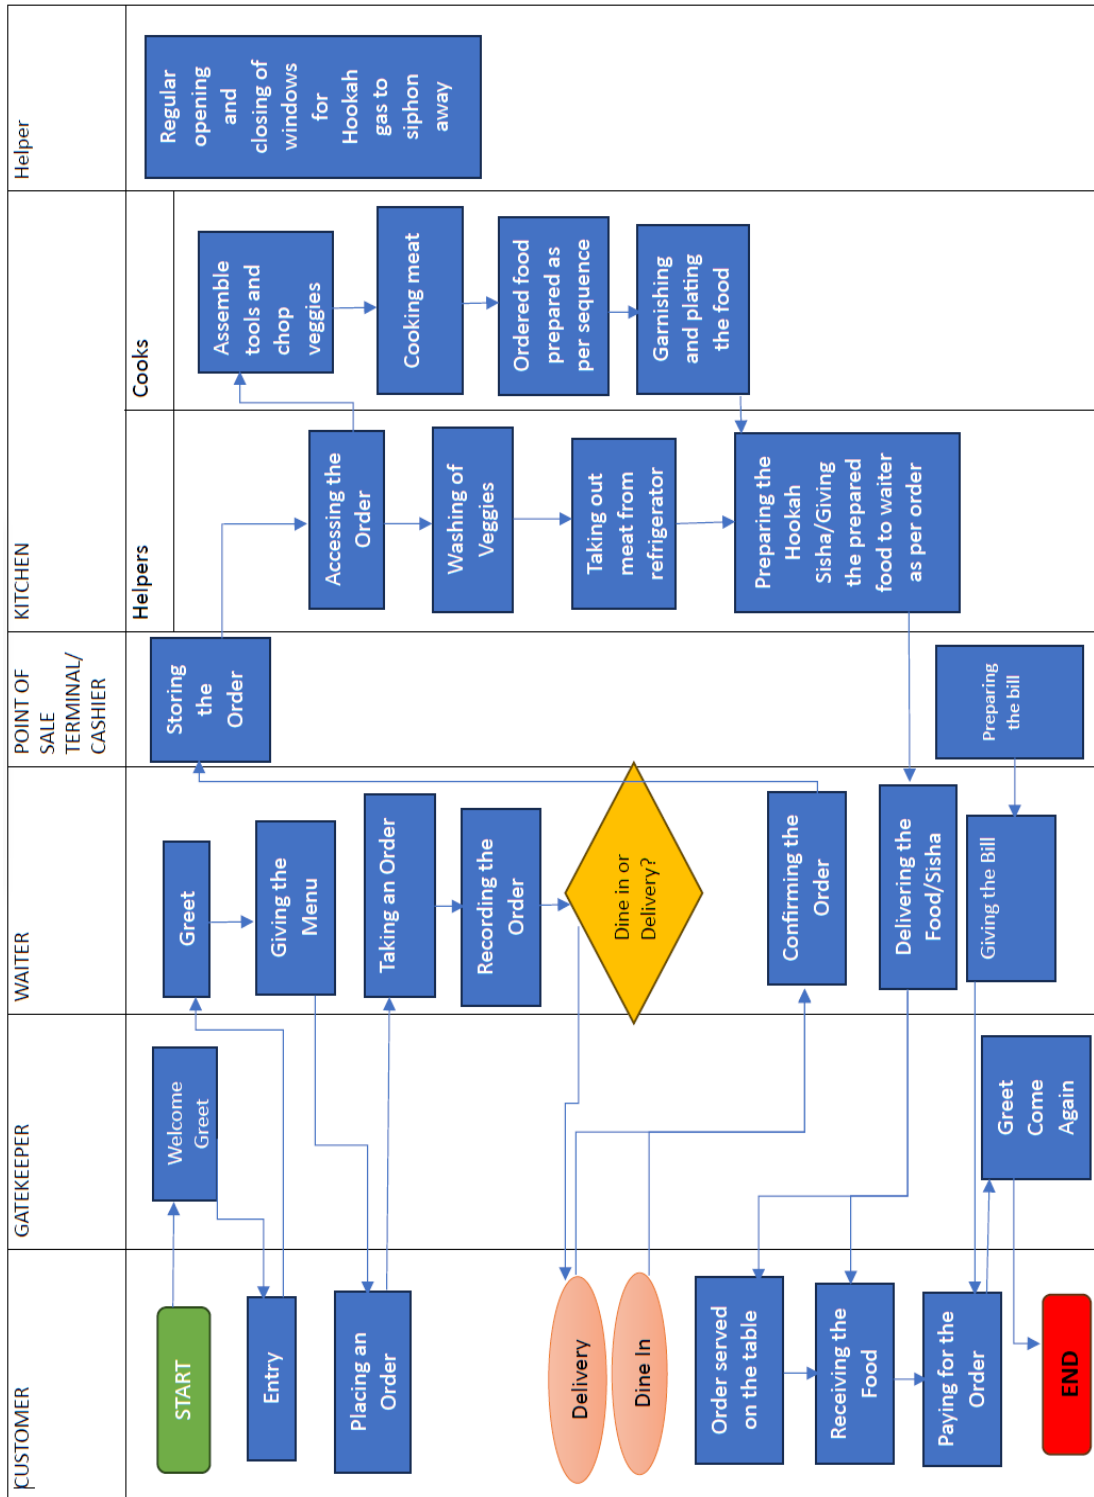 CUSTOMER
GATEKEEPER
WAITER
POINT OF
SALE
TERMINAL/
CASHIER
KITCHEN
Helper
Helpers
Cooks
START
Welcome
Greet
Entry
Greet
Giving the
Menu
Placing an
Order
Taking an Order
Recording the
Order
Dine in or
Delivery?
Delivery
Dine In
Confirming the
Order
Storing
the
Order
Accessing the
Order
Washing of
Veggies
Taking out
meat from
refrigerator
Preparing the
Hookah
Sisha/Giving
the prepared
food to waiter
as per order
Assemble
tools and
chop
veggies
Cooking meat
Ordered food
prepared as
per sequence
Garnishing
and plating
the food
Regular
opening
and
closing of
windows
for
Hookah
gas to
siphon
away
Delivering the
Food/Sisha
Order served
on the table
Receiving the
Food
Preparing
the bill
Giving the Bill
Paying for the
Order
Greet
Come
Again
END